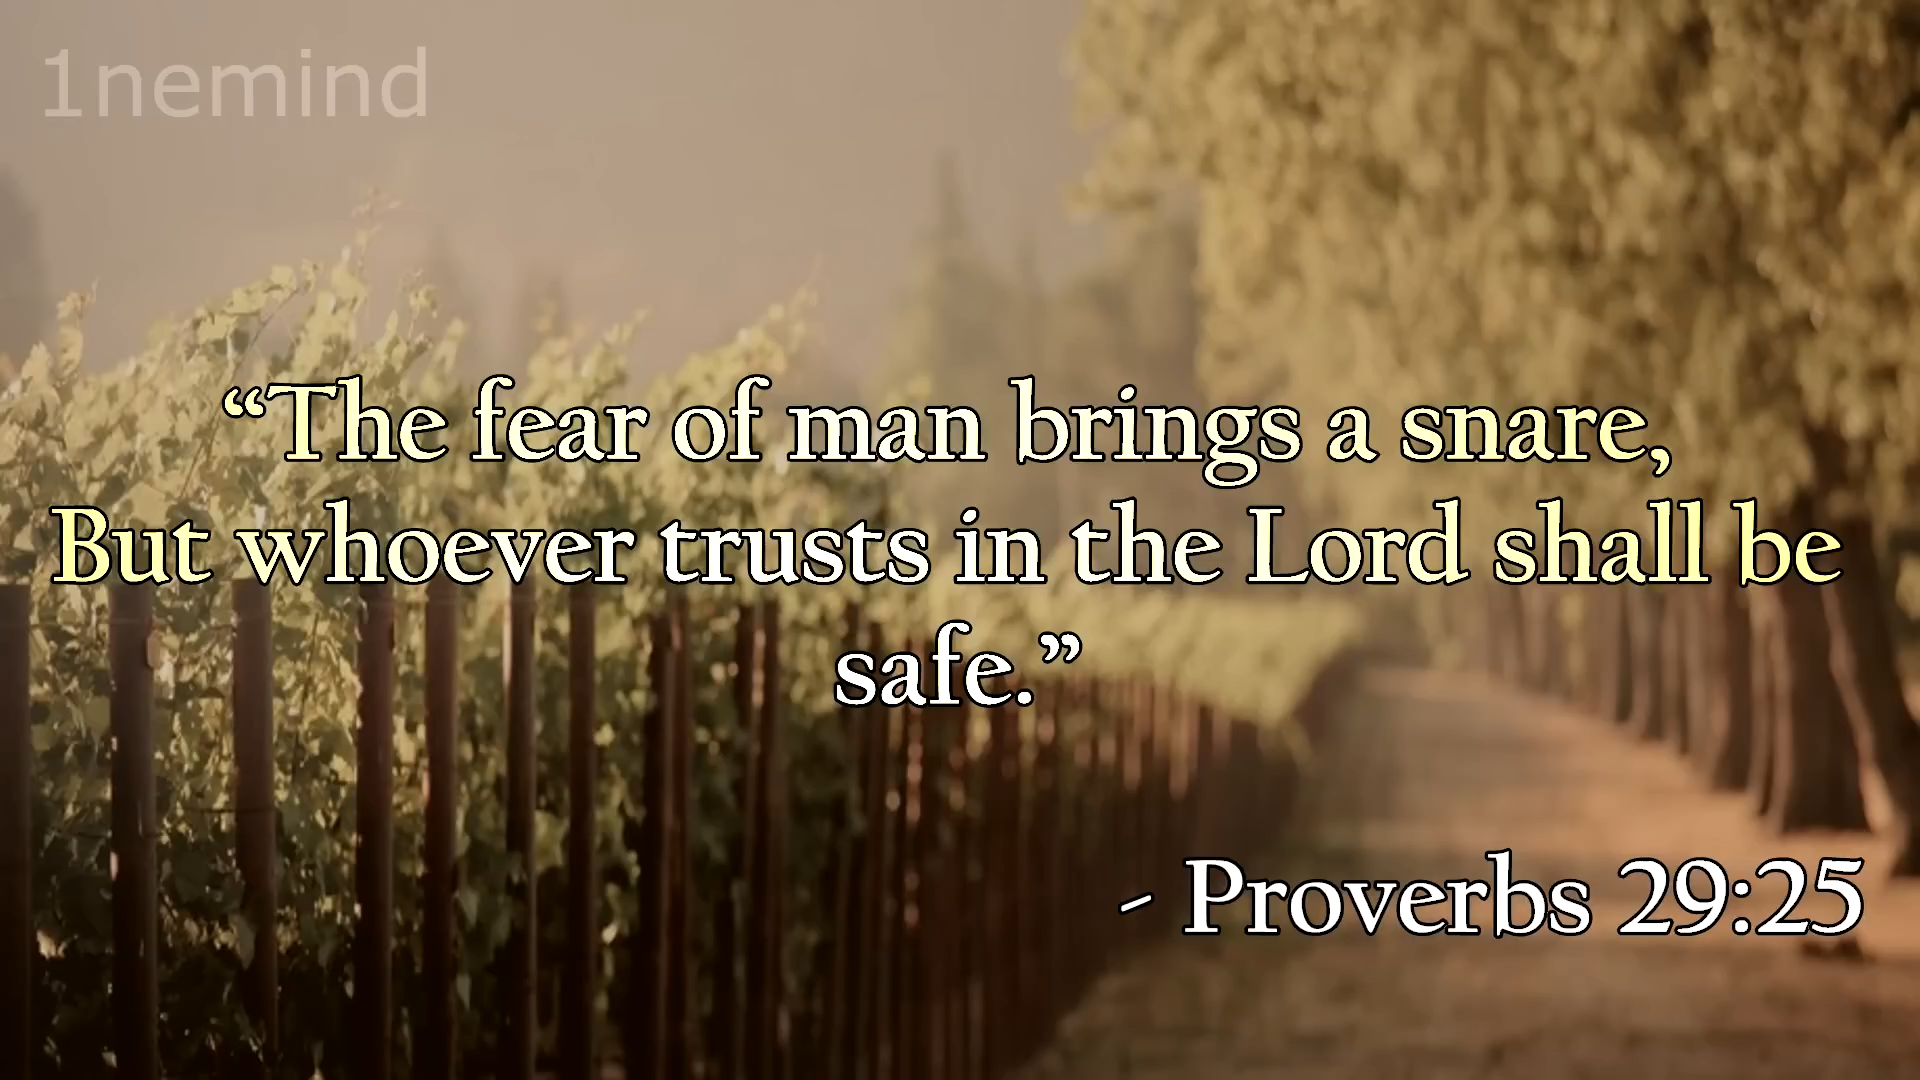 1nemind
“The fear of man brings a snare,
But whoever trusts in the Lord shall be
safe.”
- Proverbs 29:25